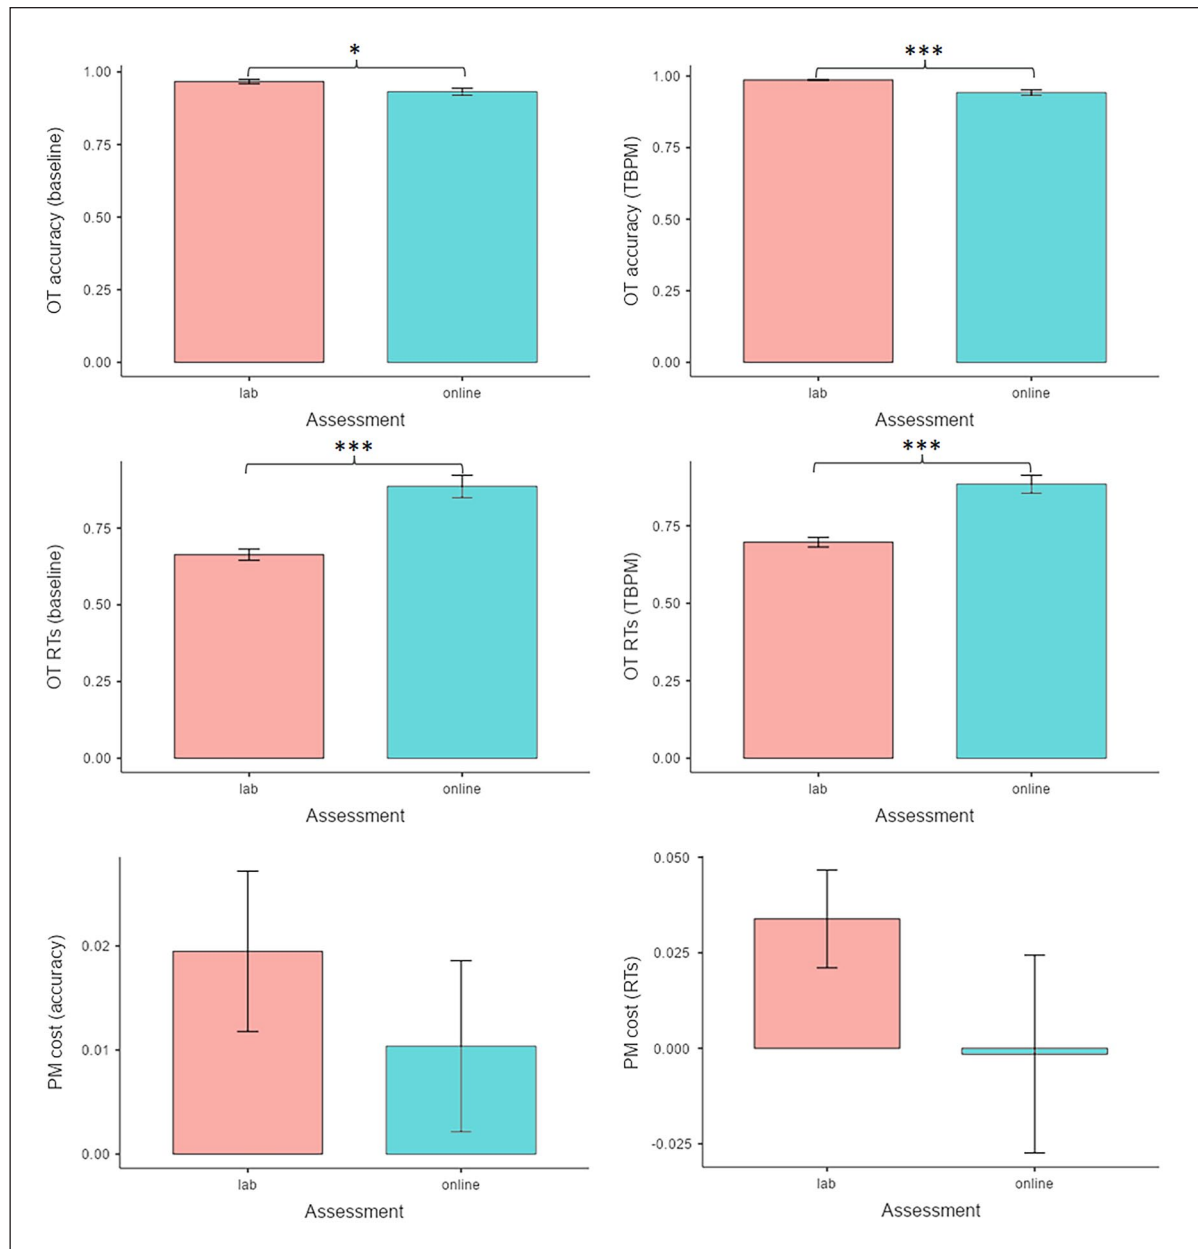 *
OT accuracy (baseline)
1.00
0.75
0.50
0.25
0.00
lab
online
Assessment
***
OT accuracy (TBPM)
1.00
0.75
0.50
0.25
0.00
lab
online
Assessment
***
OT RTs (baseline)
0.75
0.50
0.25
0.00
lab
online
Assessment
***
OT RTs (TBPM)
0.75
0.50
0.25
0.00
lab
online
Assessment
PM cost (accuracy)
0.02
0.01
0.00
lab
online
Assessment
PM cost (RTs)
0.050
0.025
0.000
-0.025
lab
online
Assessment